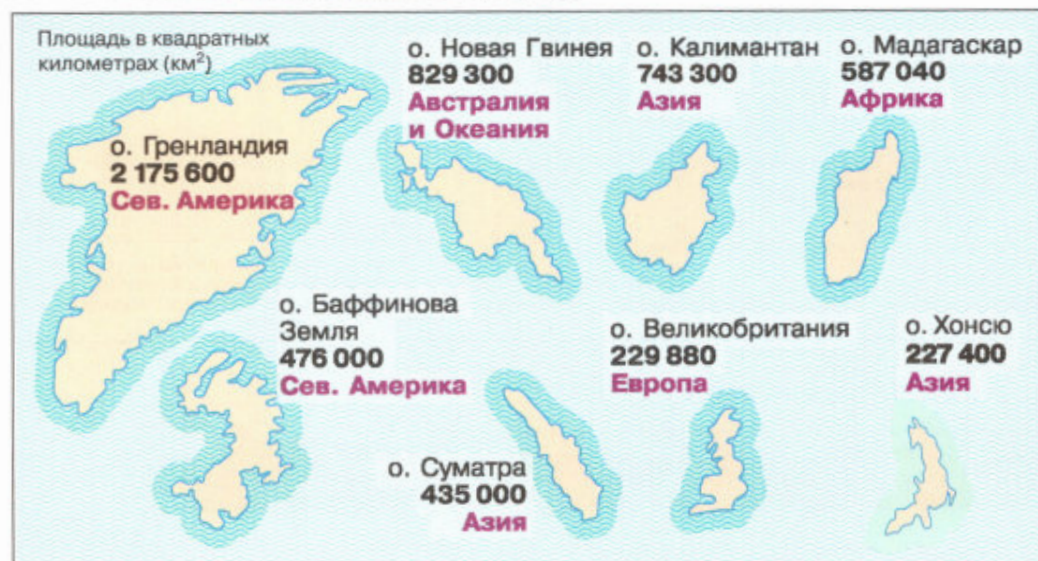 Площадь в квадратных
километрах (км²)
о. Гренландия
2 175 600
Сев. Америка
о. Новая Гвинея
829 300
Австралия
и Океания
о. Калимантан
743 300
Азия
о. Мадагаскар
587 040
Африка
о. Баффинова
Земля
476 000
Сев. Америка
о. Суматра
435 000
Азия
о. Великобритания
229 880
Европа
о. Хонсю
227 400
Азия